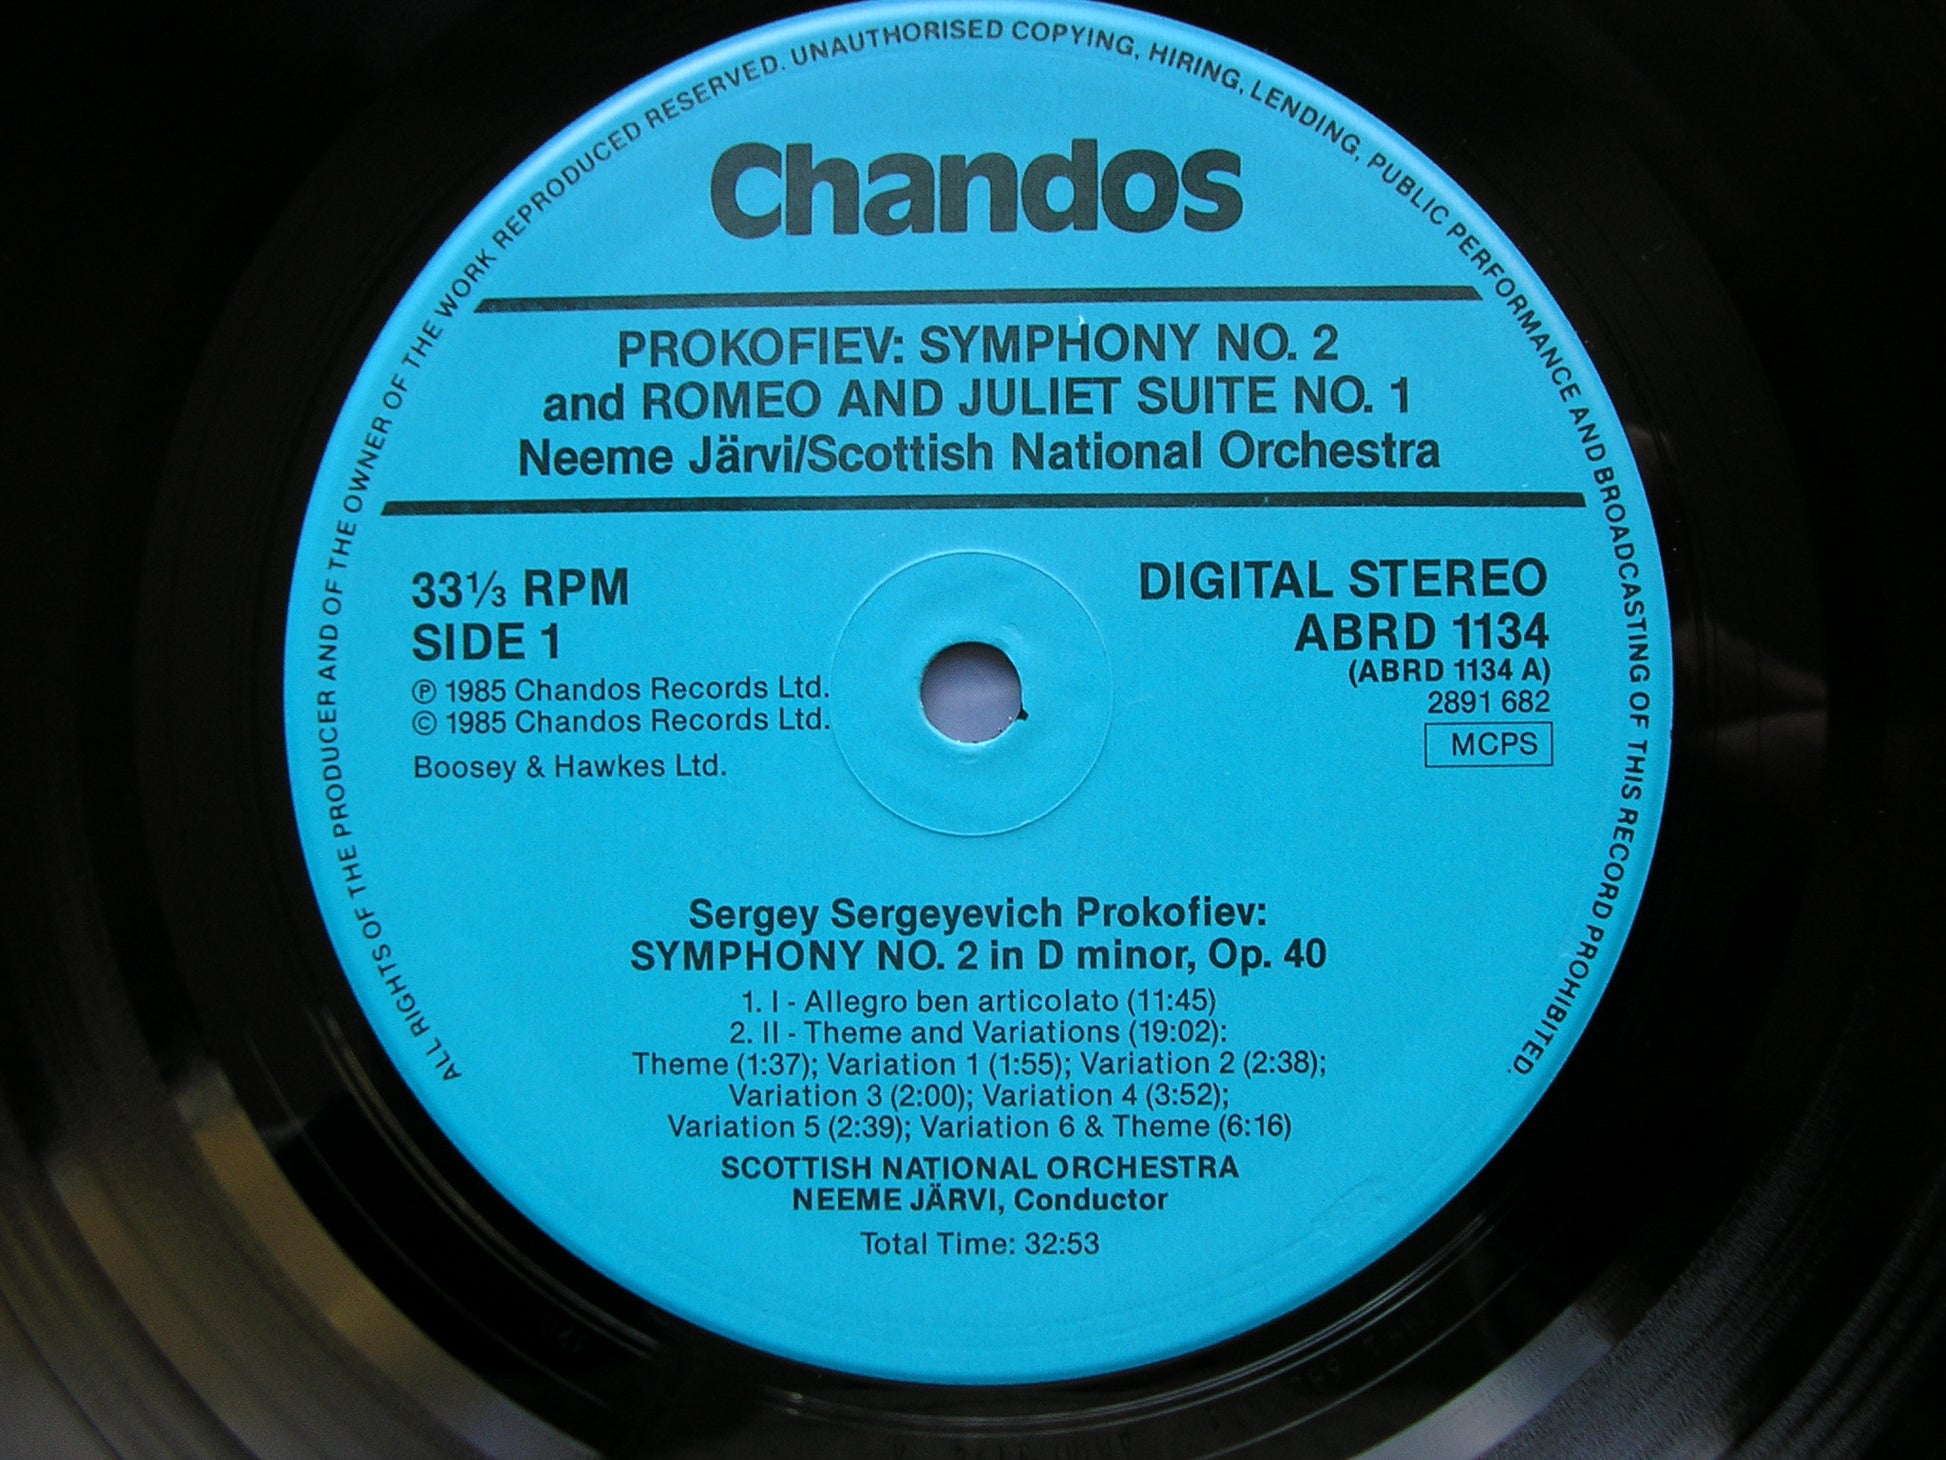 ALL RIGHTS OF THE PRODUCER AND OF THE OWNER OF THE WORK REPRODUCED RESERVED. UNAUTHORISED COPYING, HIRING, LENDING, PUBLIC PERFORMANCE AND BROADCASTING OF THIS RECORD PROHIBITED.
Chandos
PROKOFIEV: SYMPHONY NO. 2
and ROMEO AND JULIET SUITE NO. 1
Neeme Järvi/Scottish National Orchestra
33⅓ RPM
SIDE 1
℗ 1985 Chandos Records Ltd.
© 1985 Chandos Records Ltd.
Boosey & Hawkes Ltd.
DIGITAL STEREO
ABRD 1134
(ABRD 1134 A)
2891 682
MCPS
Sergey Sergeyevich Prokofiev:
SYMPHONY NO. 2 in D minor, Op. 40
1. I - Allegro ben articolato (11:45)
2. II - Theme and Variations (19:02):
Theme (1:37); Variation 1 (1:55); Variation 2 (2:38);
Variation 3 (2:00); Variation 4 (3:52);
Variation 5 (2:39); Variation 6 & Theme (6:16)
SCOTTISH NATIONAL ORCHESTRA
NEEME JÄRVI, Conductor
Total Time: 32:53